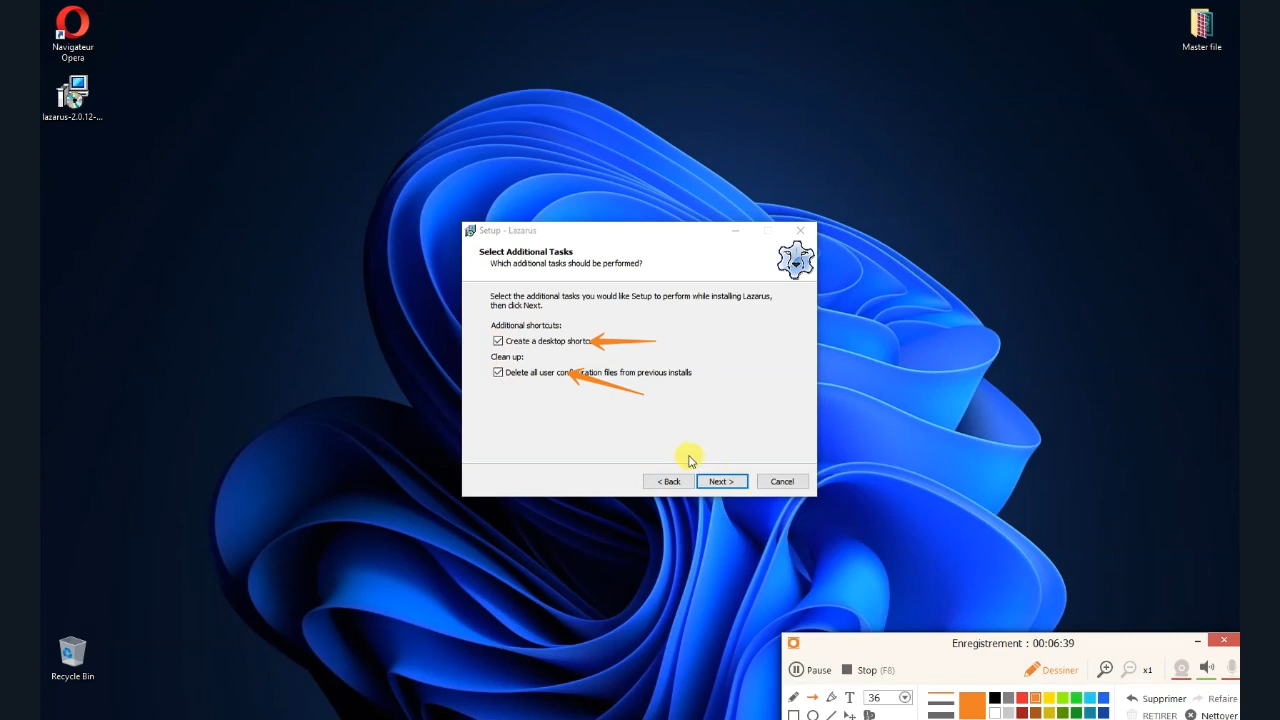 Navigateur
Opera
lazarus-2.0.12-...
Master file
Setup - Lazarus
Select Additional Tasks
Which additional tasks should be performed?
Select the additional tasks you would like Setup to perform while installing Lazarus,
then click Next.
Additional shortcuts:
Create a desktop
Clean up:
Delete all user files from previous installs
< Back
Next >
Cancel
Recycle Bin
Enregistrement : 00:06:39
Pause
Stop (F8)
Dessiner
x1
T
36
Supprimer
Refaire
RETIRER
Nettoyer